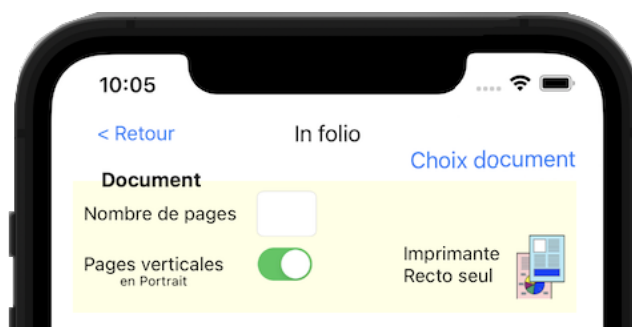 10:05
< Retour
In folio
Choix document
Document
Nombre de pages
Pages verticales
en Portrait
Imprimante
Recto seul